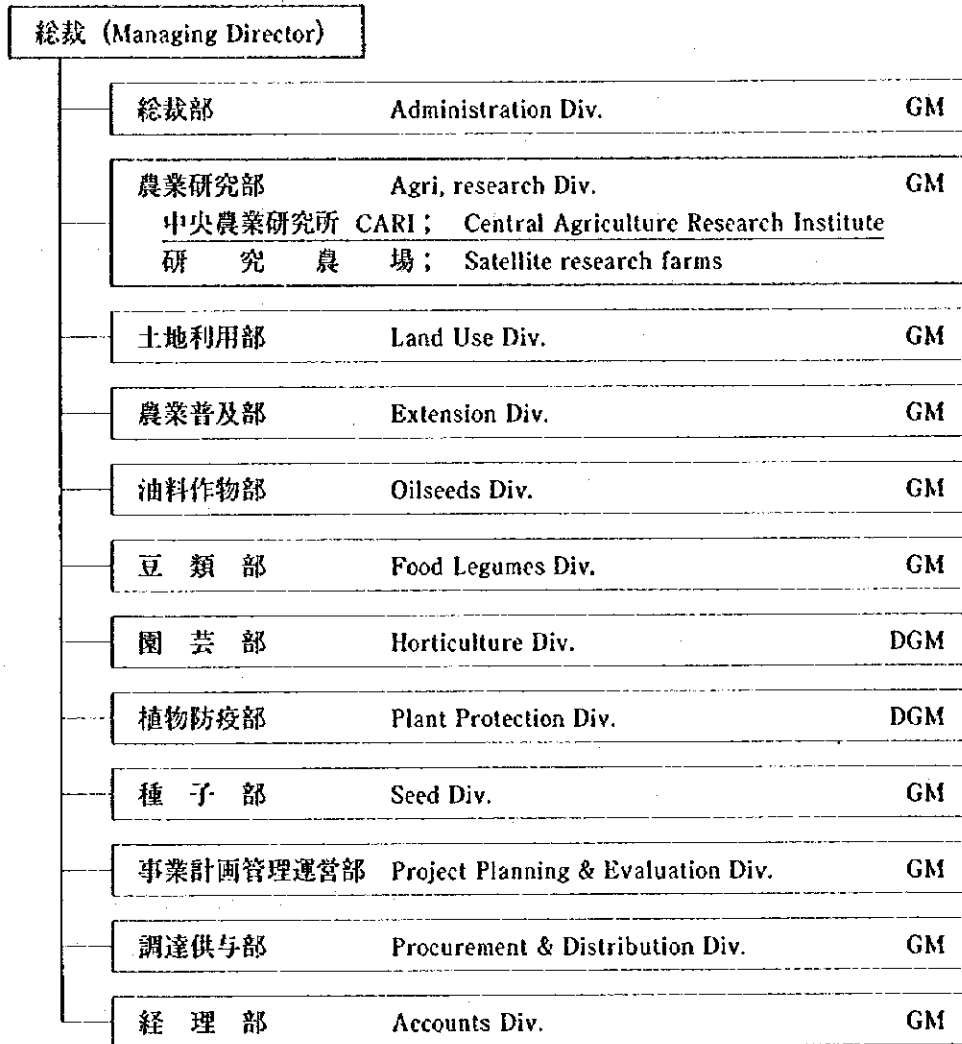 総裁 (Managing Director)
総裁部 Administration Div. GM
農業研究部 Agri, research Div. GM
中央農業研究所 CARI； Central Agriculture Research Institute
研究農場； Satellite research farms
土地利用部 Land Use Div. GM
農業普及部 Extension Div. GM
油料作物部 Oilseeds Div. GM
豆類部 Food Legumes Div. GM
園芸部 Horticulture Div. DGM
植物防疫部 Plant Protection Div. DGM
種子部 Seed Div. GM
事業計画管理運営部 Project Planning & Evaluation Div. GM
調達供与部 Procurement & Distribution Div. GM
経理部 Accounts Div. GM